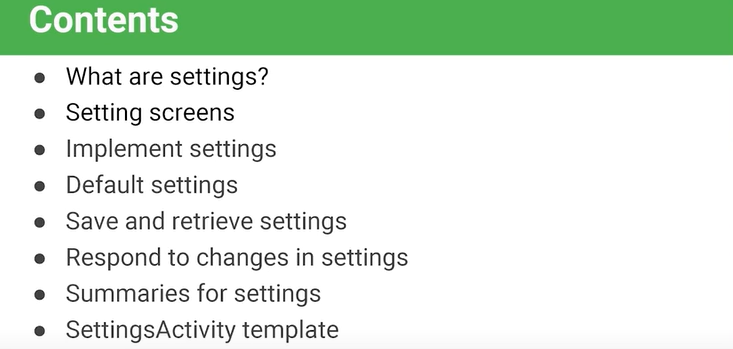 Contents
● What are settings?
● Setting screens
● Implement settings
● Default settings
● Save and retrieve settings
● Respond to changes in settings
● Summaries for settings
● SettingsActivity template